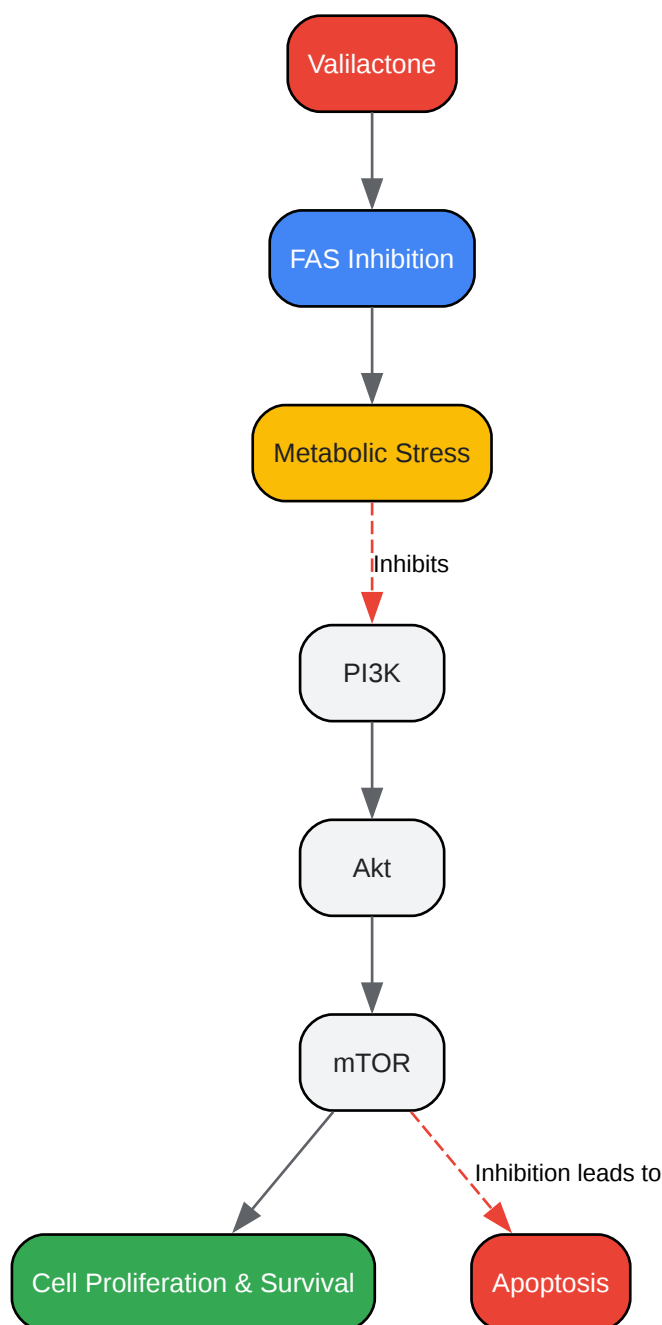 Valilactone
FAS Inhibition
Metabolic Stress
Inhibits
PI3K
Akt
mTOR
Inhibition leads to
Cell Proliferation & Survival
Apoptosis